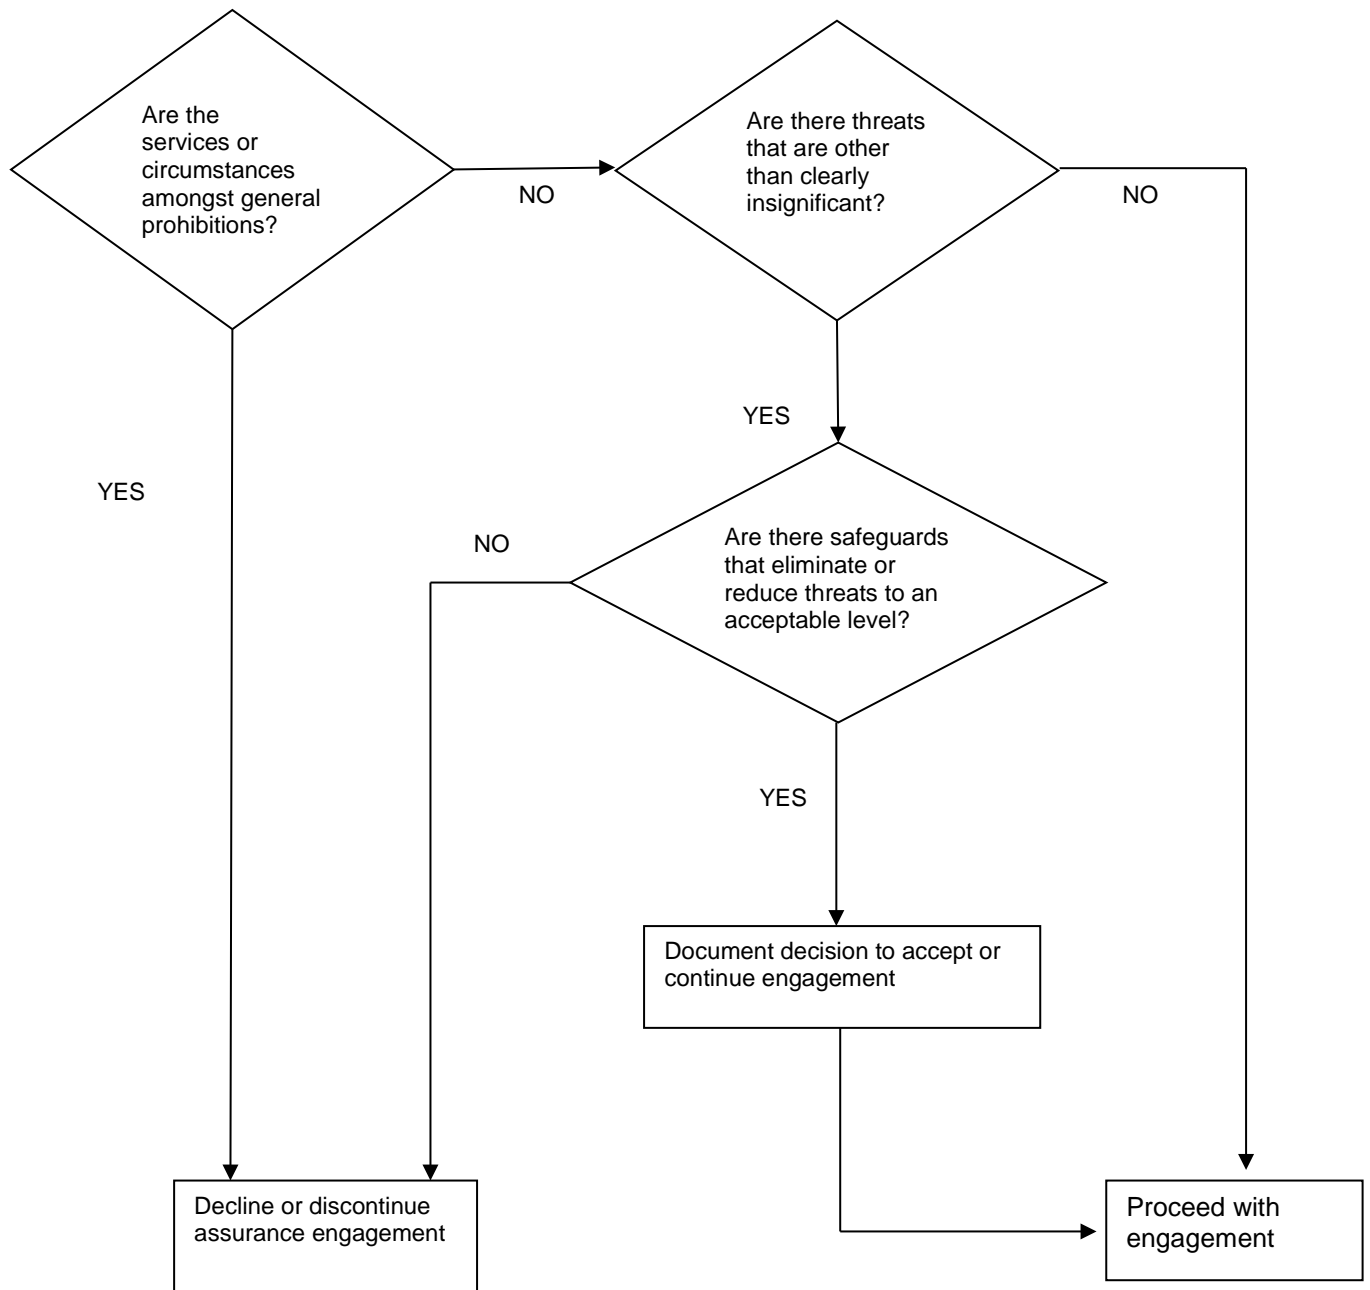 Are the
services or
circumstances
amongst general
prohibitions?
NO
Are there threats
that are other
than clearly
insignificant?
NO
YES
YES
NO
Are there safeguards
that eliminate or
reduce threats to an
acceptable level?
YES
Document decision to accept or
continue engagement
Decline or discontinue
assurance engagement
Proceed with
engagement